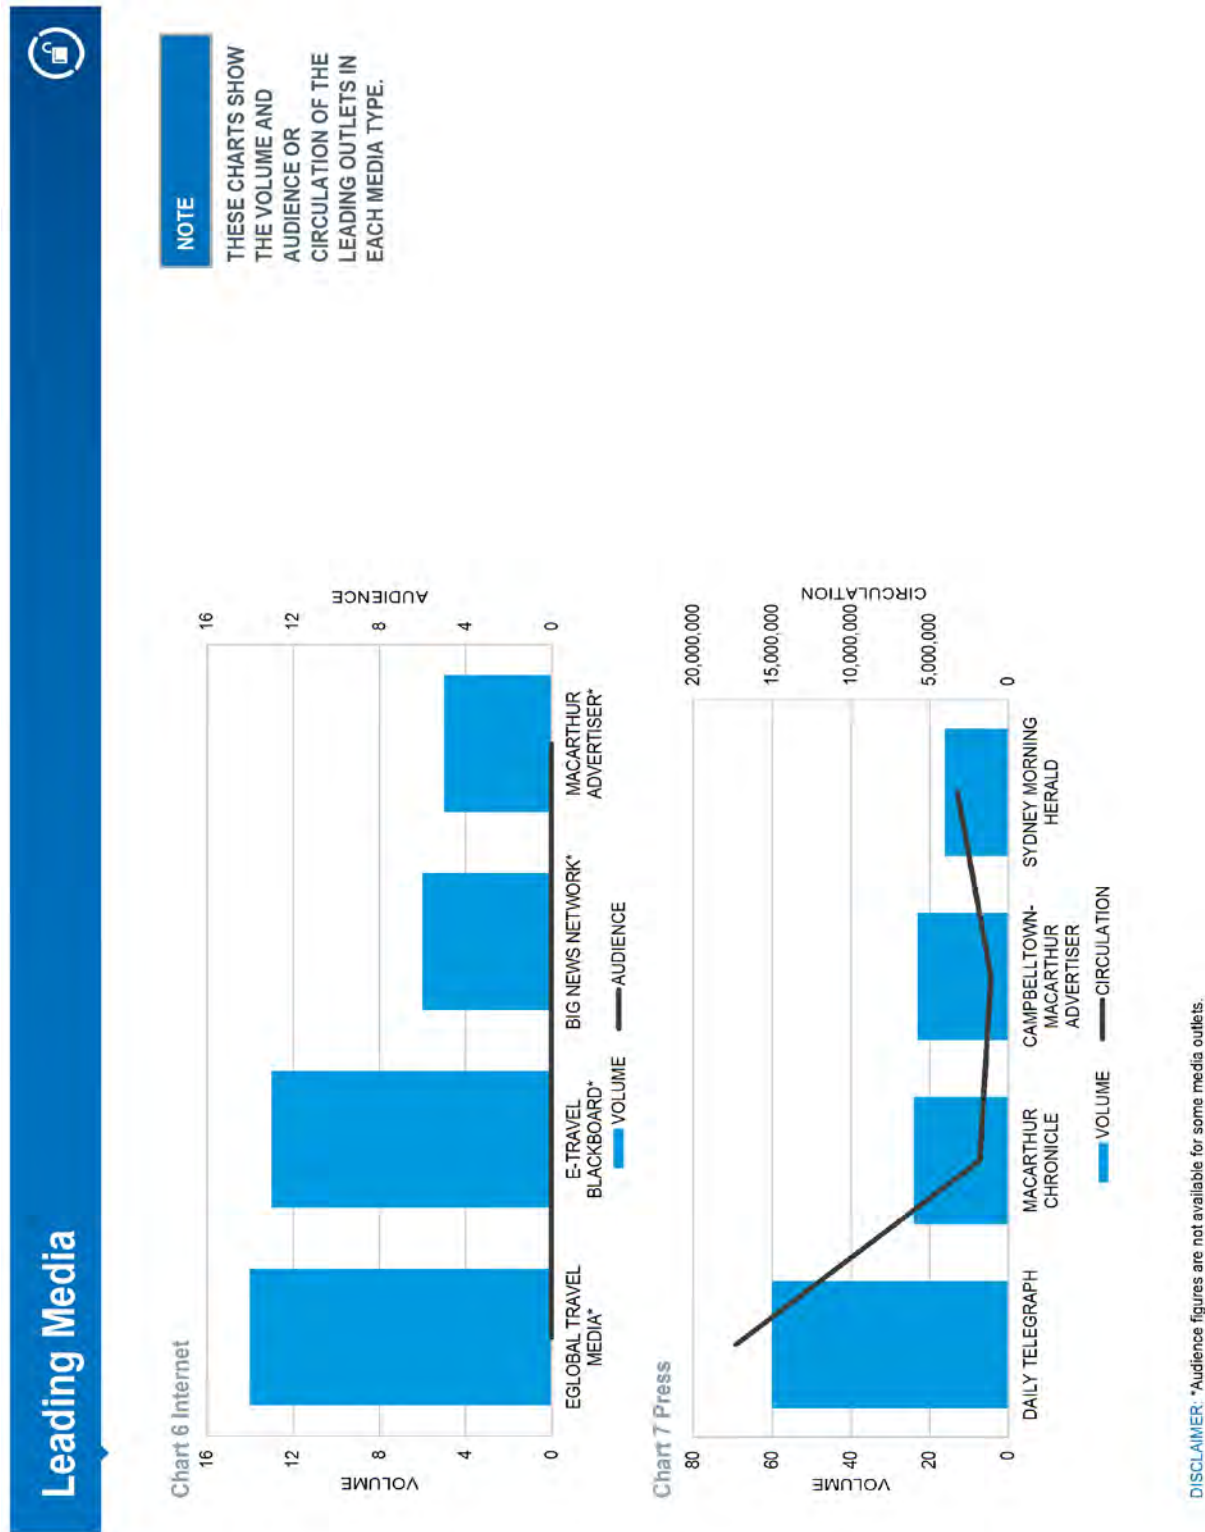 Leading Media
NOTE
THESE CHARTS SHOW
THE VOLUME AND
AUDIENCE OR
CIRCULATION OF THE
LEADING OUTLETS IN
EACH MEDIA TYPE.
Chart 6 Internet
16
12
8
4
0
VOLUME
16
12
8
4
0
AUDIENCE
EGLOBAL TRAVEL
MEDIA*
E-TRAVEL
BLACKBOARD*
BIG NEWS NETWORK*
MACARTHUR
ADVERTISER*
VOLUME
AUDIENCE
Chart 7 Press
80
60
40
20
0
VOLUME
20,000,000
15,000,000
10,000,000
5,000,000
0
CIRCULATION
DAILY TELEGRAPH
MACARTHUR
CHRONICLE
CAMPBELLTOWN-
MACARTHUR
ADVERTISER
SYDNEY MORNING
HERALD
VOLUME
CIRCULATION
DISCLAIMER: *Audience figures are not available for some media outlets.